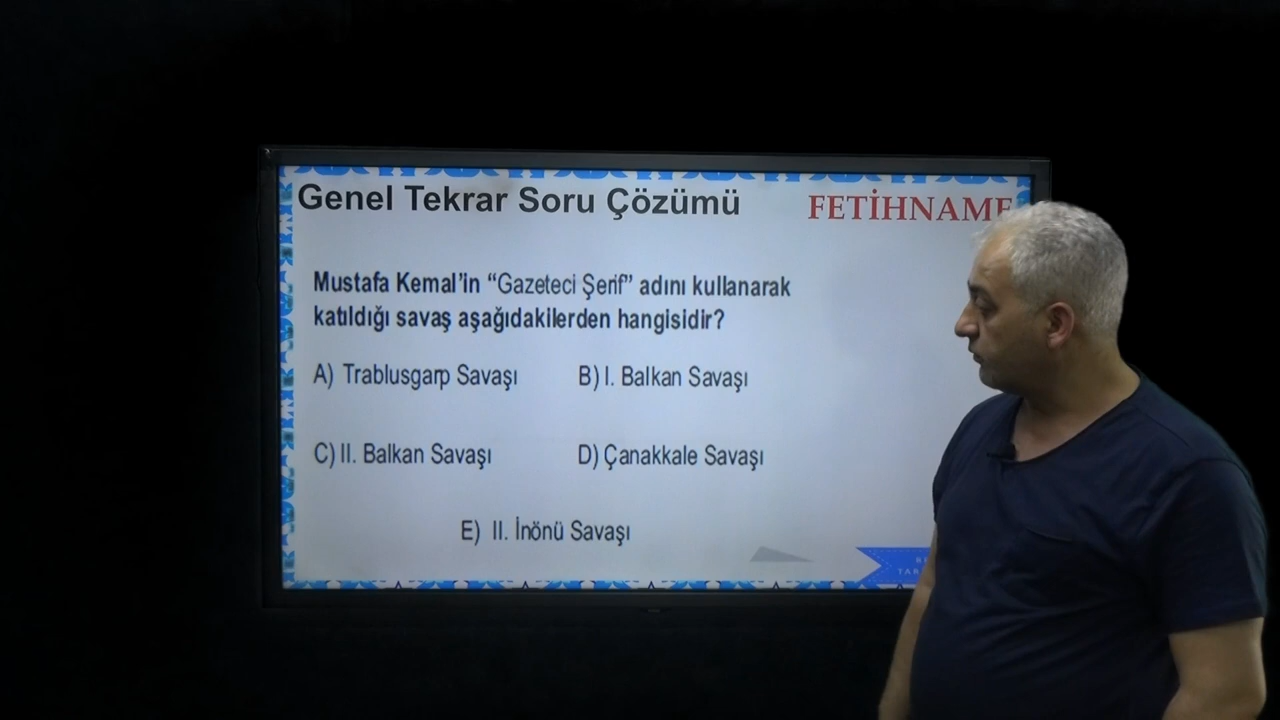 Genel Tekrar Soru Çözümü
FETİHNAME
Mustafa Kemal’in “Gazeteci Şerif” adını kullanarak
katıldığı savaş aşağıdakilerden hangisidir?
A) Trablusgarp Savaşı
B) I. Balkan Savaşı
C) II. Balkan Savaşı
D) Çanakkale Savaşı
E) II. İnönü Savaşı